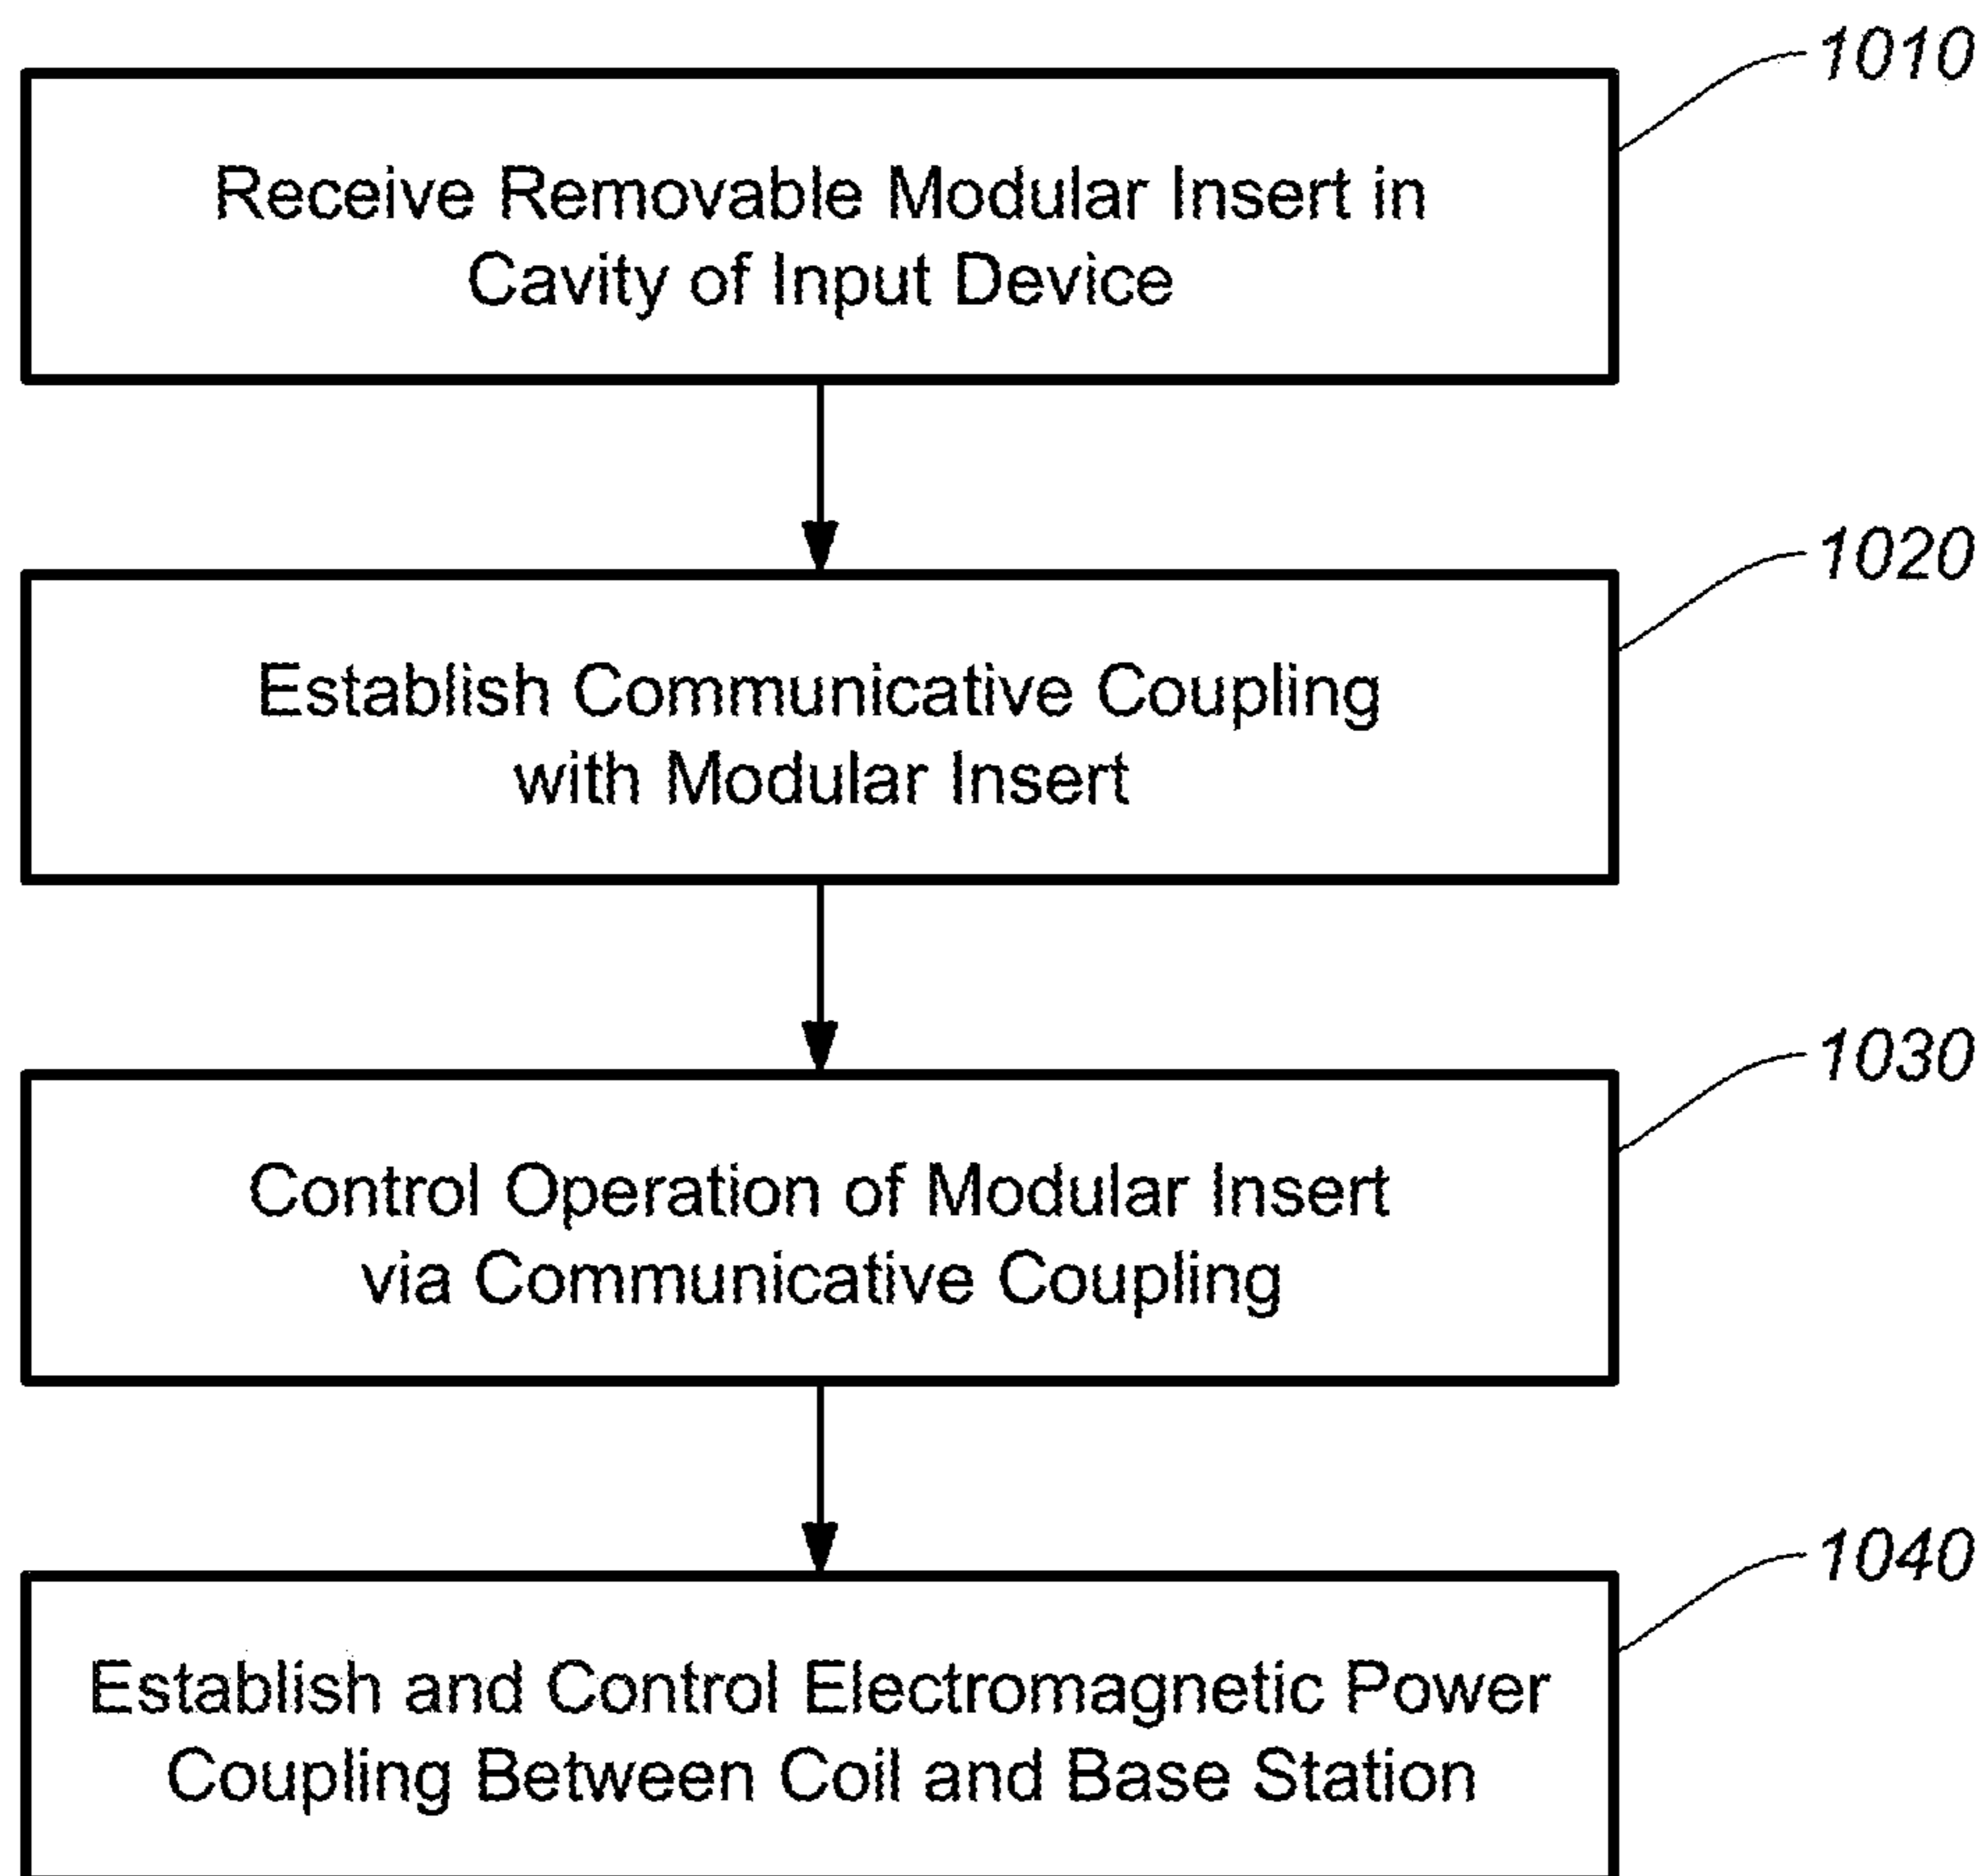 1010
Receive Removable Modular Insert in
Cavity of Input Device
1020
Establish Communicative Coupling
with Modular Insert
1030
Control Operation of Modular Insert
via Communicative Coupling
1040
Establish and Control Electromagnetic Power
Coupling Between Coil and Base Station